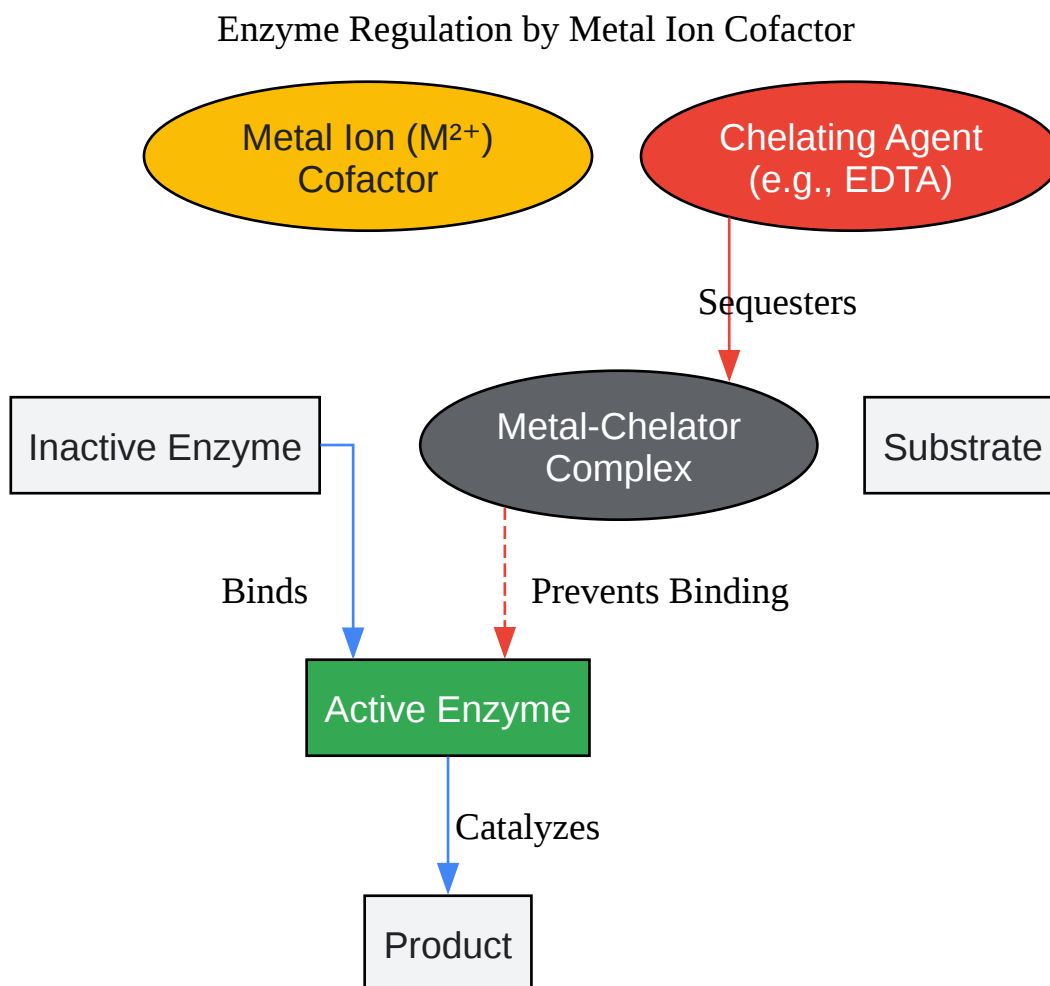 Enzyme Regulation by Metal Ion Cofactor
Metal Ion (M²⁺)
Cofactor
Chelating Agent
(e.g., EDTA)
Sequesters
Inactive Enzyme
Metal-Chelator
Complex
Substrate
Binds
Prevents Binding
Active Enzyme
Catalyzes
Product